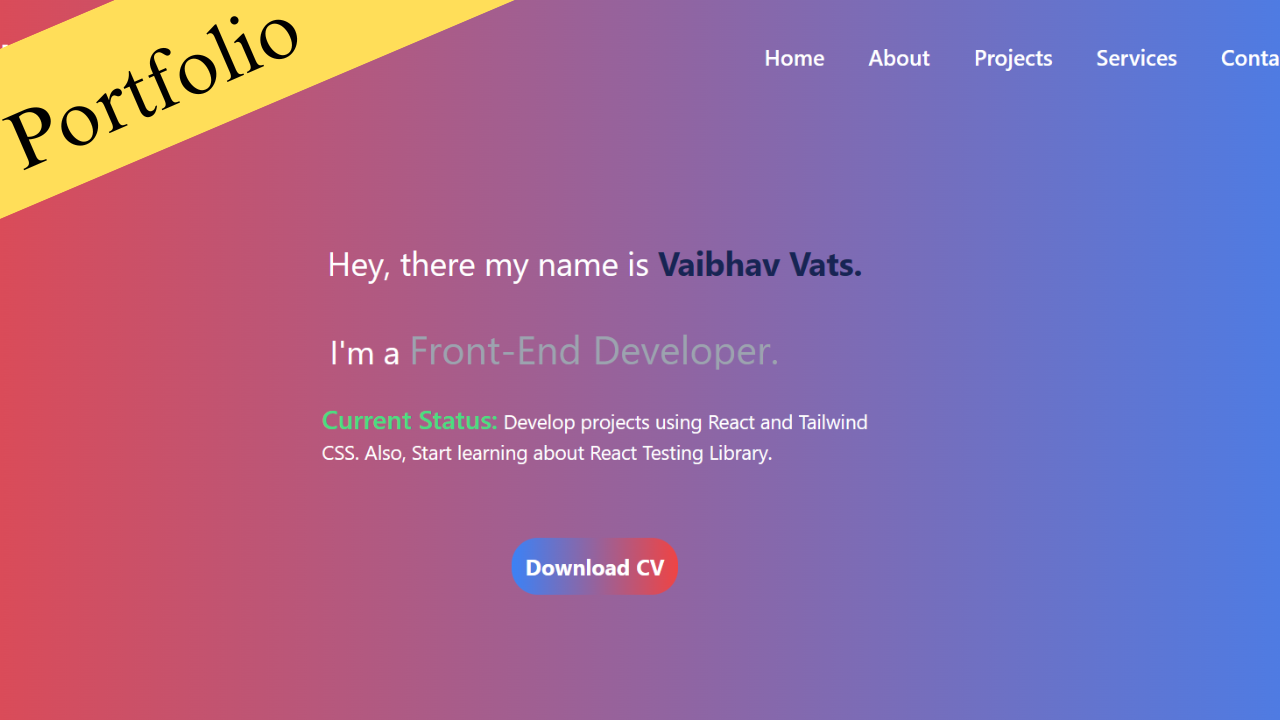 Portfolio
Home About Projects Services Conta
Hey, there my name is Vaibhav Vats.
I'm a Front-End Developer.
Current Status: Develop projects using React and Tailwind
CSS. Also, Start learning about React Testing Library.
Download CV